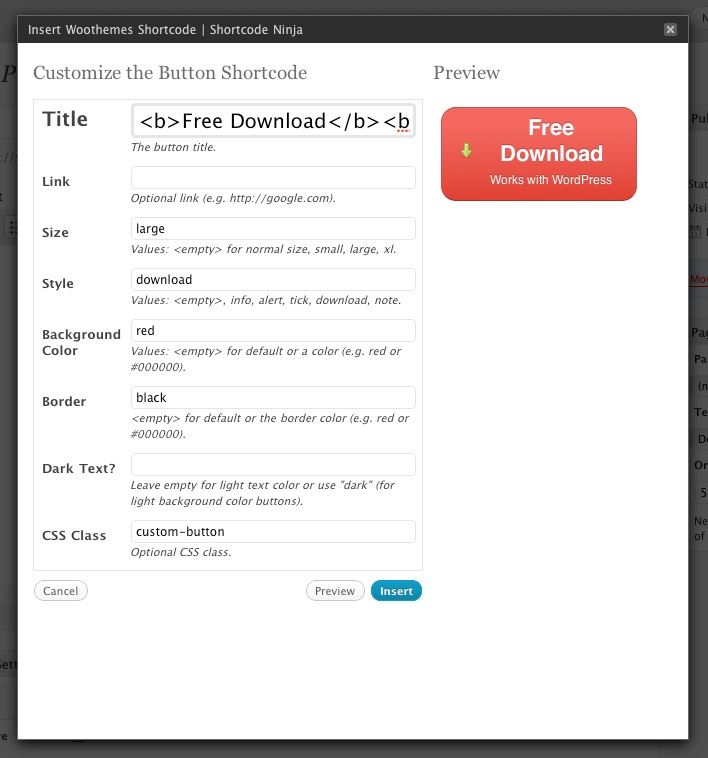 Insert Woothemes Shortcode | Shortcode Ninja
Customize the Button Shortcode
Preview
Title
<b>Free Download</b><b
The button title.
Link
Optional link (e.g. http://google.com).
Size
large
Values: <empty> for normal size, small, large, xl.
Style
download
Values: <empty>, info, alert, tick, download, note.
Background
Color
red
Values: <empty> for default or a color (e.g. red or
#000000).
Border
black
<empty> for default or the border color (e.g. red or
#000000).
Dark Text?
Leave empty for light text color or use "dark" (for
light background color buttons).
CSS Class
custom-button
Optional CSS class.
Cancel
Preview
Insert
Free
Download
Works with WordPress